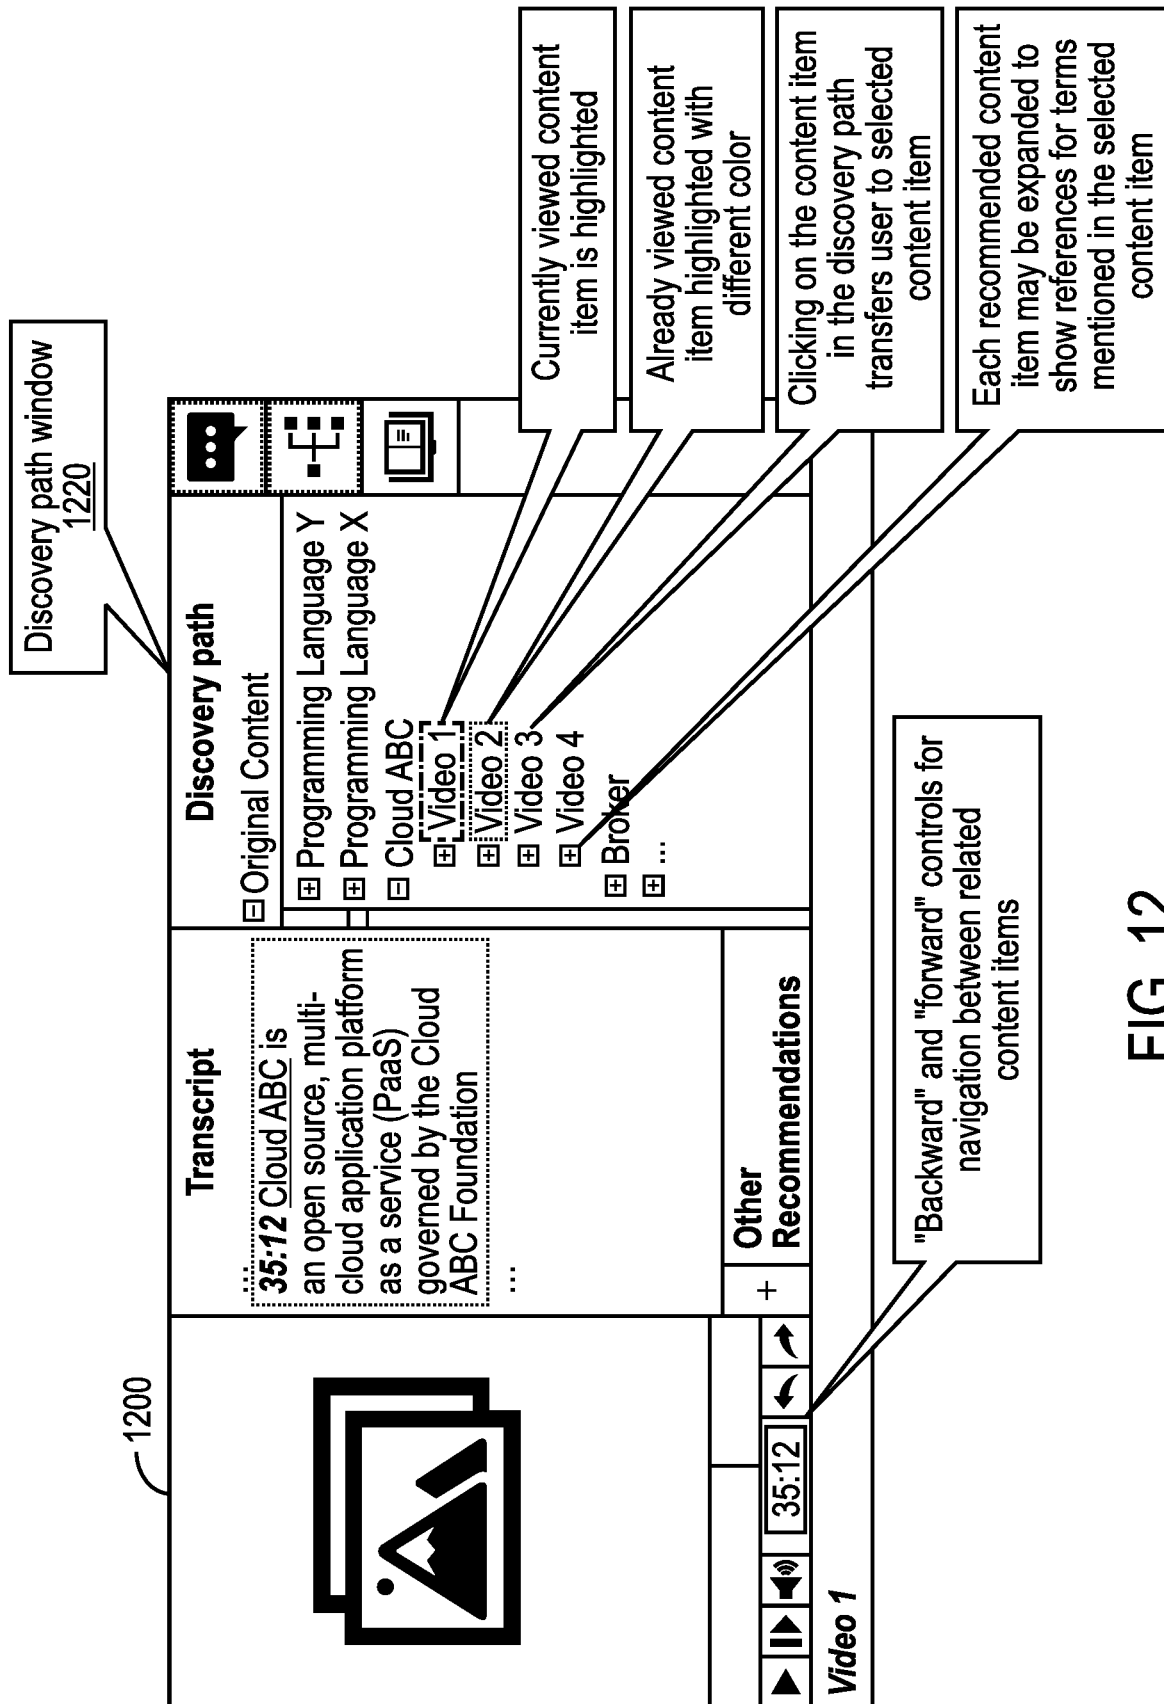 1200
Discovery path window
1220
Transcript
...
35:12 Cloud ABC is
an open source, multi-
cloud application platform
as a service (PaaS)
governed by the Cloud
ABC Foundation
...
Other
Recommendations
+
Discovery path
Original Content
Programming Language Y
Programming Language X
Cloud ABC
Video 1
Video 2
Video 3
Video 4
Broker
...
35:12
Video 1
Currently viewed content
item is highlighted
Already viewed content
item highlighted with
different color
Clicking on the content item
in the discovery path
transfers user to selected
content item
Each recommended content
item may be expanded to
show references for terms
mentioned in the selected
content item
"Backward" and "forward" controls for
navigation between related
content items
FIG. 12